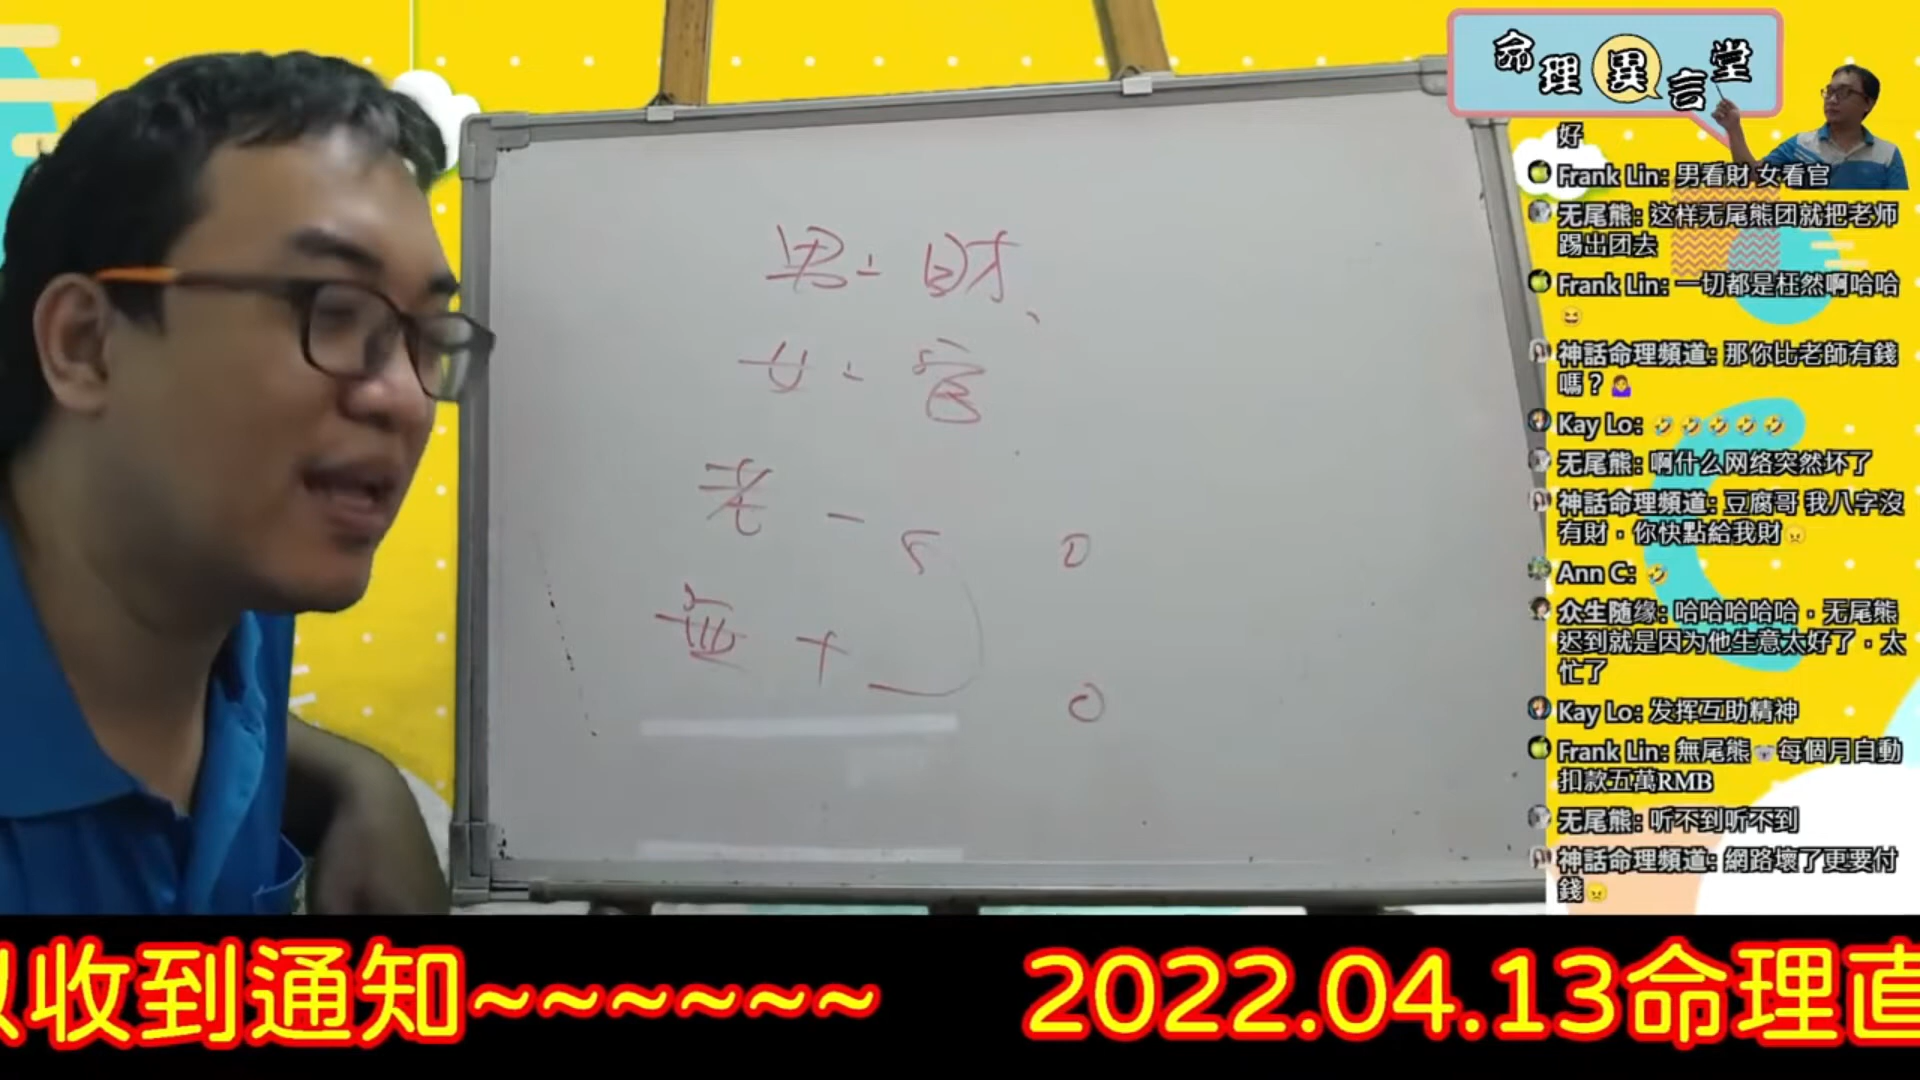 命理異言堂
好
Frank Lin: 男看財 女看官
无尾熊: 这样无尾熊团就把老师
踢出团去
Frank Lin: 一切都是枉然啊哈哈
😆
神話命理頻道: 那你比老師有錢
嗎？🤷‍♀️
Kay Lo: 🤣🤣🤣🤣🤣
无尾熊: 啊什么网络突然坏了
神話命理頻道: 豆腐哥 我八字沒
有財，你快點給我財😠
Ann C: 🤣
众生随缘: 哈哈哈哈哈，无尾熊
迟到就是因为他生意太好了，太
忙了
Kay Lo: 发挥互助精神
Frank Lin: 無尾熊🐨每個月自動
扣款五萬RMB
无尾熊: 听不到听不到
神話命理頻道: 網路壞了更要付
錢😠
男: 財、
女: 官
老 -
0
0
收到通知~~~~~~~ 2022.04.13命理直